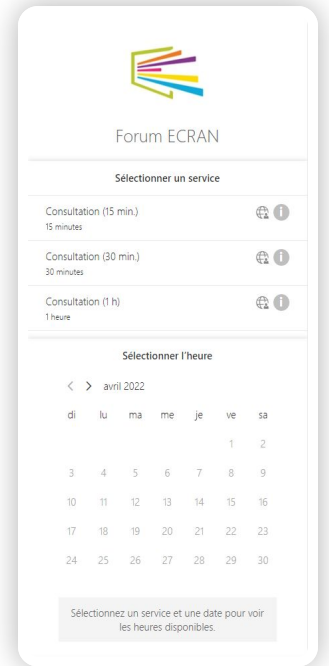 Forum ECRAN
Sélectionner un service
Consultation (15 min.)
15 minutes
Consultation (30 min.)
30 minutes
Consultation (1 h)
1 heure
Sélectionner l'heure
< > avril 2022
di lu ma me je ve sa
1 2
3 4 5 6 7 8 9
10 11 12 13 14 15 16
17 18 19 20 21 22 23
24 25 26 27 28 29 30
Sélectionnez un service et une date pour voir
les heures disponibles.